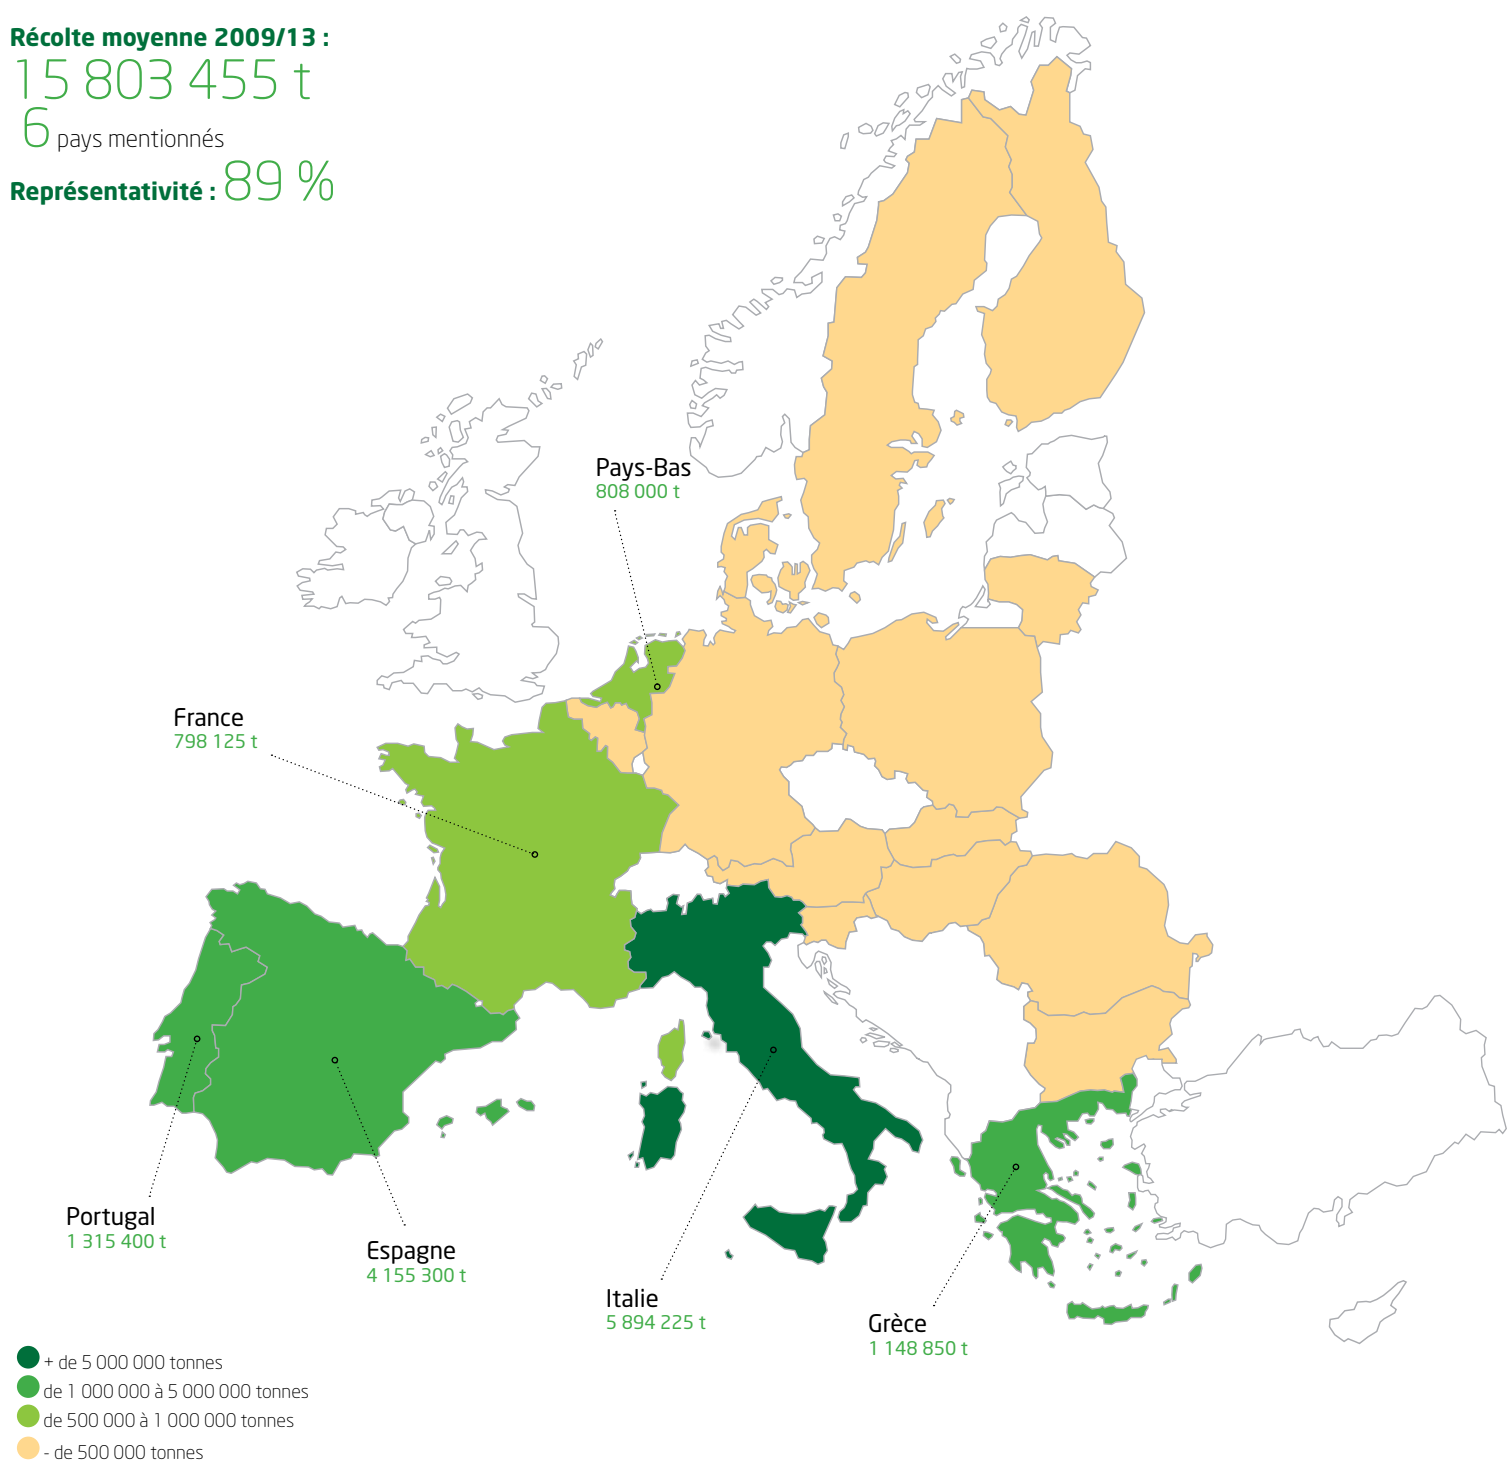 Récolte moyenne 2009/13 :
15 803 455 t
6 pays mentionnés
Représentativité : 89 %
Pays-Bas
808 000 t
France
798 125 t
Portugal
1 315 400 t
Espagne
4 155 300 t
Italie
5 894 225 t
Grèce
1 148 850 t
+ de 5 000 000 tonnes
de 1 000 000 à 5 000 000 tonnes
de 500 000 à 1 000 000 tonnes
- de 500 000 tonnes